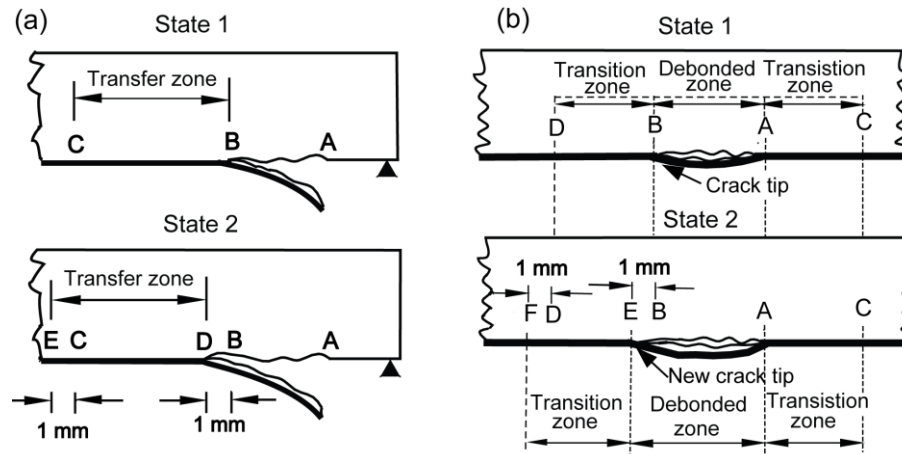 (a)
State 1
Transfer zone
C B A
State 2
Transfer zone
E C D B A
1 mm 1 mm
(b)
State 1
Transition zone Debonded zone Transistion zone
D B A C
Crack tip
State 2
1 mm 1 mm
F D E B A C
New crack tip
Transition zone Debonded zone Transistion zone